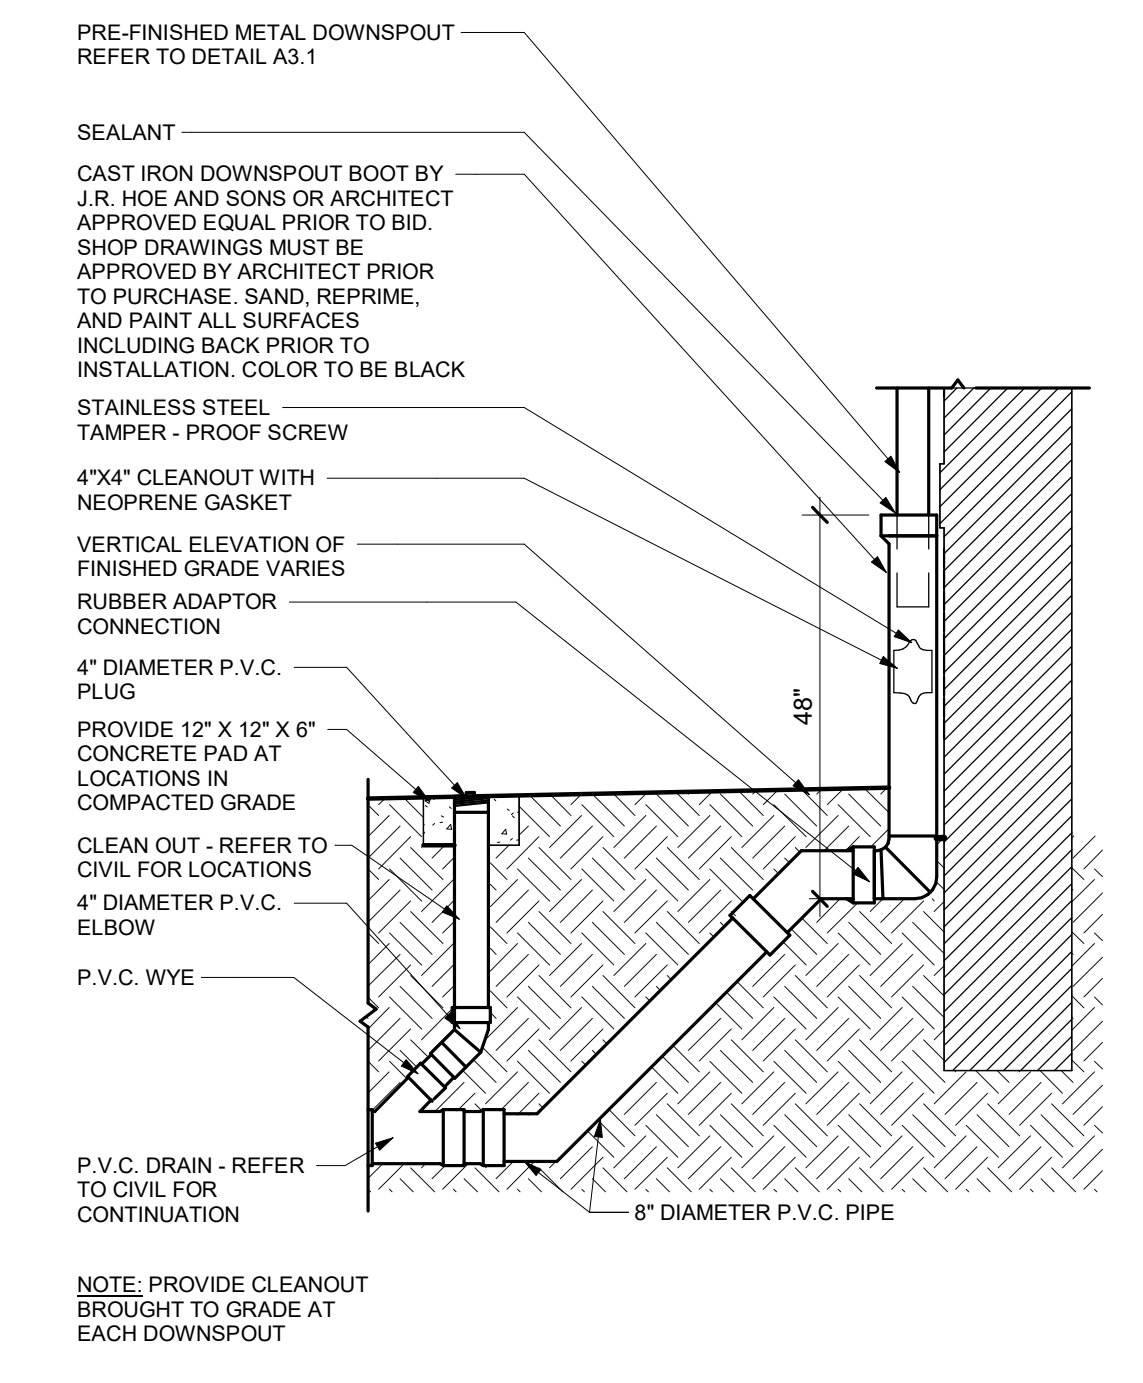 PRE-FINISHED METAL DOWNSPOUT
REFER TO DETAIL A3.1
SEALANT
CAST IRON DOWNSPOUT BOOT BY
J.R. HOE AND SONS OR ARCHITECT
APPROVED EQUAL PRIOR TO BID.
SHOP DRAWINGS MUST BE
APPROVED BY ARCHITECT PRIOR
TO PURCHASE. SAND, REPRIME,
AND PAINT ALL SURFACES
INCLUDING BACK PRIOR TO
INSTALLATION. COLOR TO BE BLACK
STAINLESS STEEL
TAMPER - PROOF SCREW
4"X4" CLEANOUT WITH
NEOPRENE GASKET
VERTICAL ELEVATION OF
FINISHED GRADE VARIES
RUBBER ADAPTOR
CONNECTION
4" DIAMETER P.V.C.
PLUG
PROVIDE 12" X 12" X 6"
CONCRETE PAD AT
LOCATIONS IN
COMPACTED GRADE
CLEAN OUT - REFER TO
CIVIL FOR LOCATIONS
4" DIAMETER P.V.C.
ELBOW
P.V.C. WYE
P.V.C. DRAIN - REFER
TO CIVIL FOR
CONTINUATION
48"
8" DIAMETER P.V.C. PIPE
NOTE: PROVIDE CLEANOUT
BROUGHT TO GRADE AT
EACH DOWNSPOUT